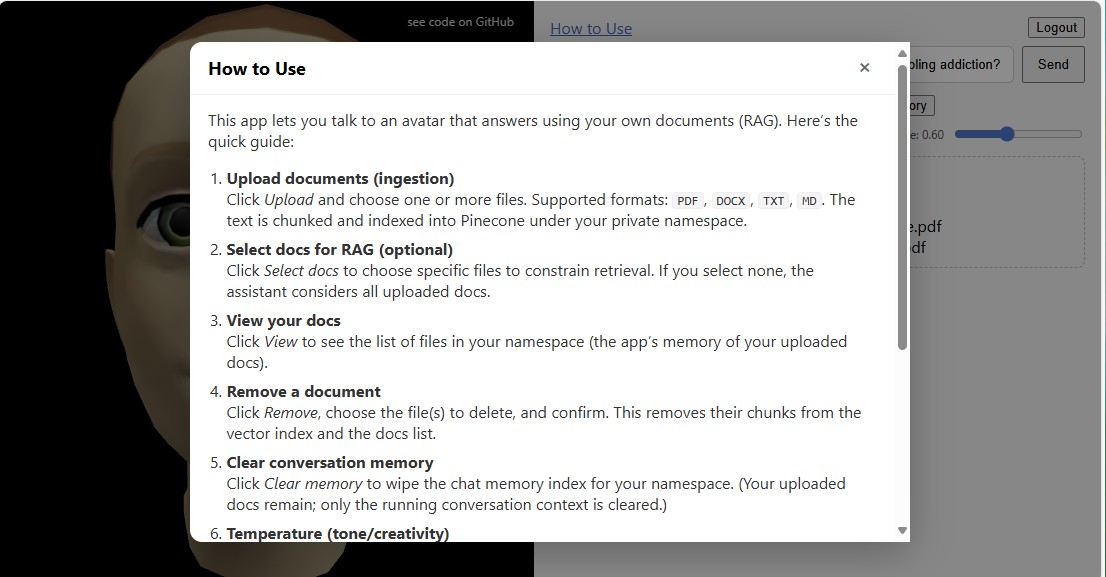 see code on GitHub
How to Use
Logout
How to Use
×
bling addiction?
Send
This app lets you talk to an avatar that answers using your own documents (RAG). Here’s the
quick guide:
ory
e: 0.60
1. Upload documents (ingestion)
Click Upload and choose one or more files. Supported formats: PDF, DOCX, TXT, MD. The
text is chunked and indexed into Pinecone under your private namespace.
2. Select docs for RAG (optional)
Click Select docs to choose specific files to constrain retrieval. If you select none, the
assistant considers all uploaded docs.
e.pdf
df
3. View your docs
Click View to see the list of files in your namespace (the app’s memory of your uploaded
docs).
4. Remove a document
Click Remove, choose the file(s) to delete, and confirm. This removes their chunks from the
vector index and the docs list.
5. Clear conversation memory
Click Clear memory to wipe the chat memory index for your namespace. (Your uploaded
docs remain; only the running conversation context is cleared.)
6. Temperature (tone/creativity)